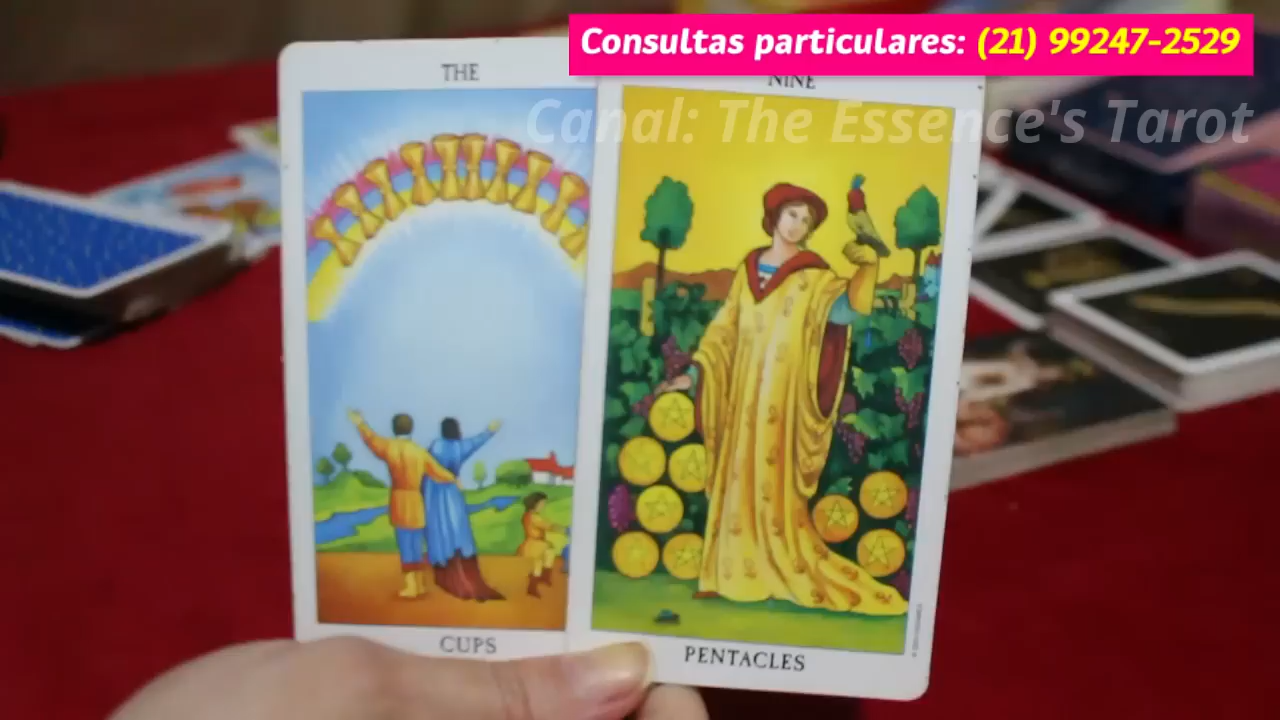 Consultas particulares: (21) 99247-2529
Canal: The Essence's Tarot
THE
NINE
CUPS
PENTACLES